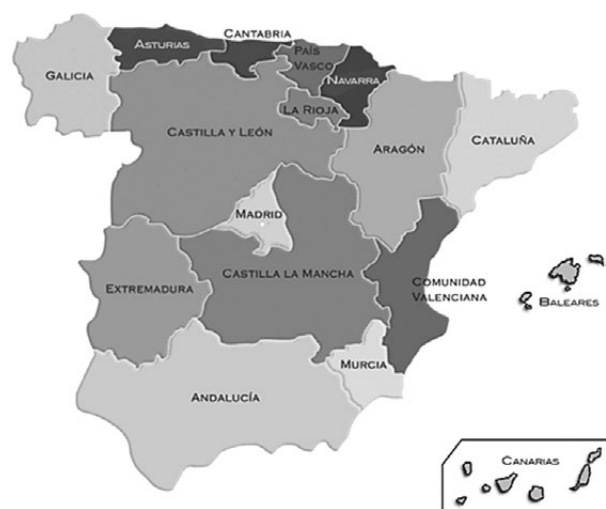 CANTABRIA
ASTURIAS
PAÍS
VASCO
GALICIA
NAVARRA
LA RIOJA
CASTILLA Y LEÓN
CATALUÑA
ARAGÓN
MADRID
CASTILLA LA MANCHA
COMUNIDAD
VALENCIANA
EXTREMADURA
BALEARES
MURCIA
ANDALUCÍA
CANARIAS